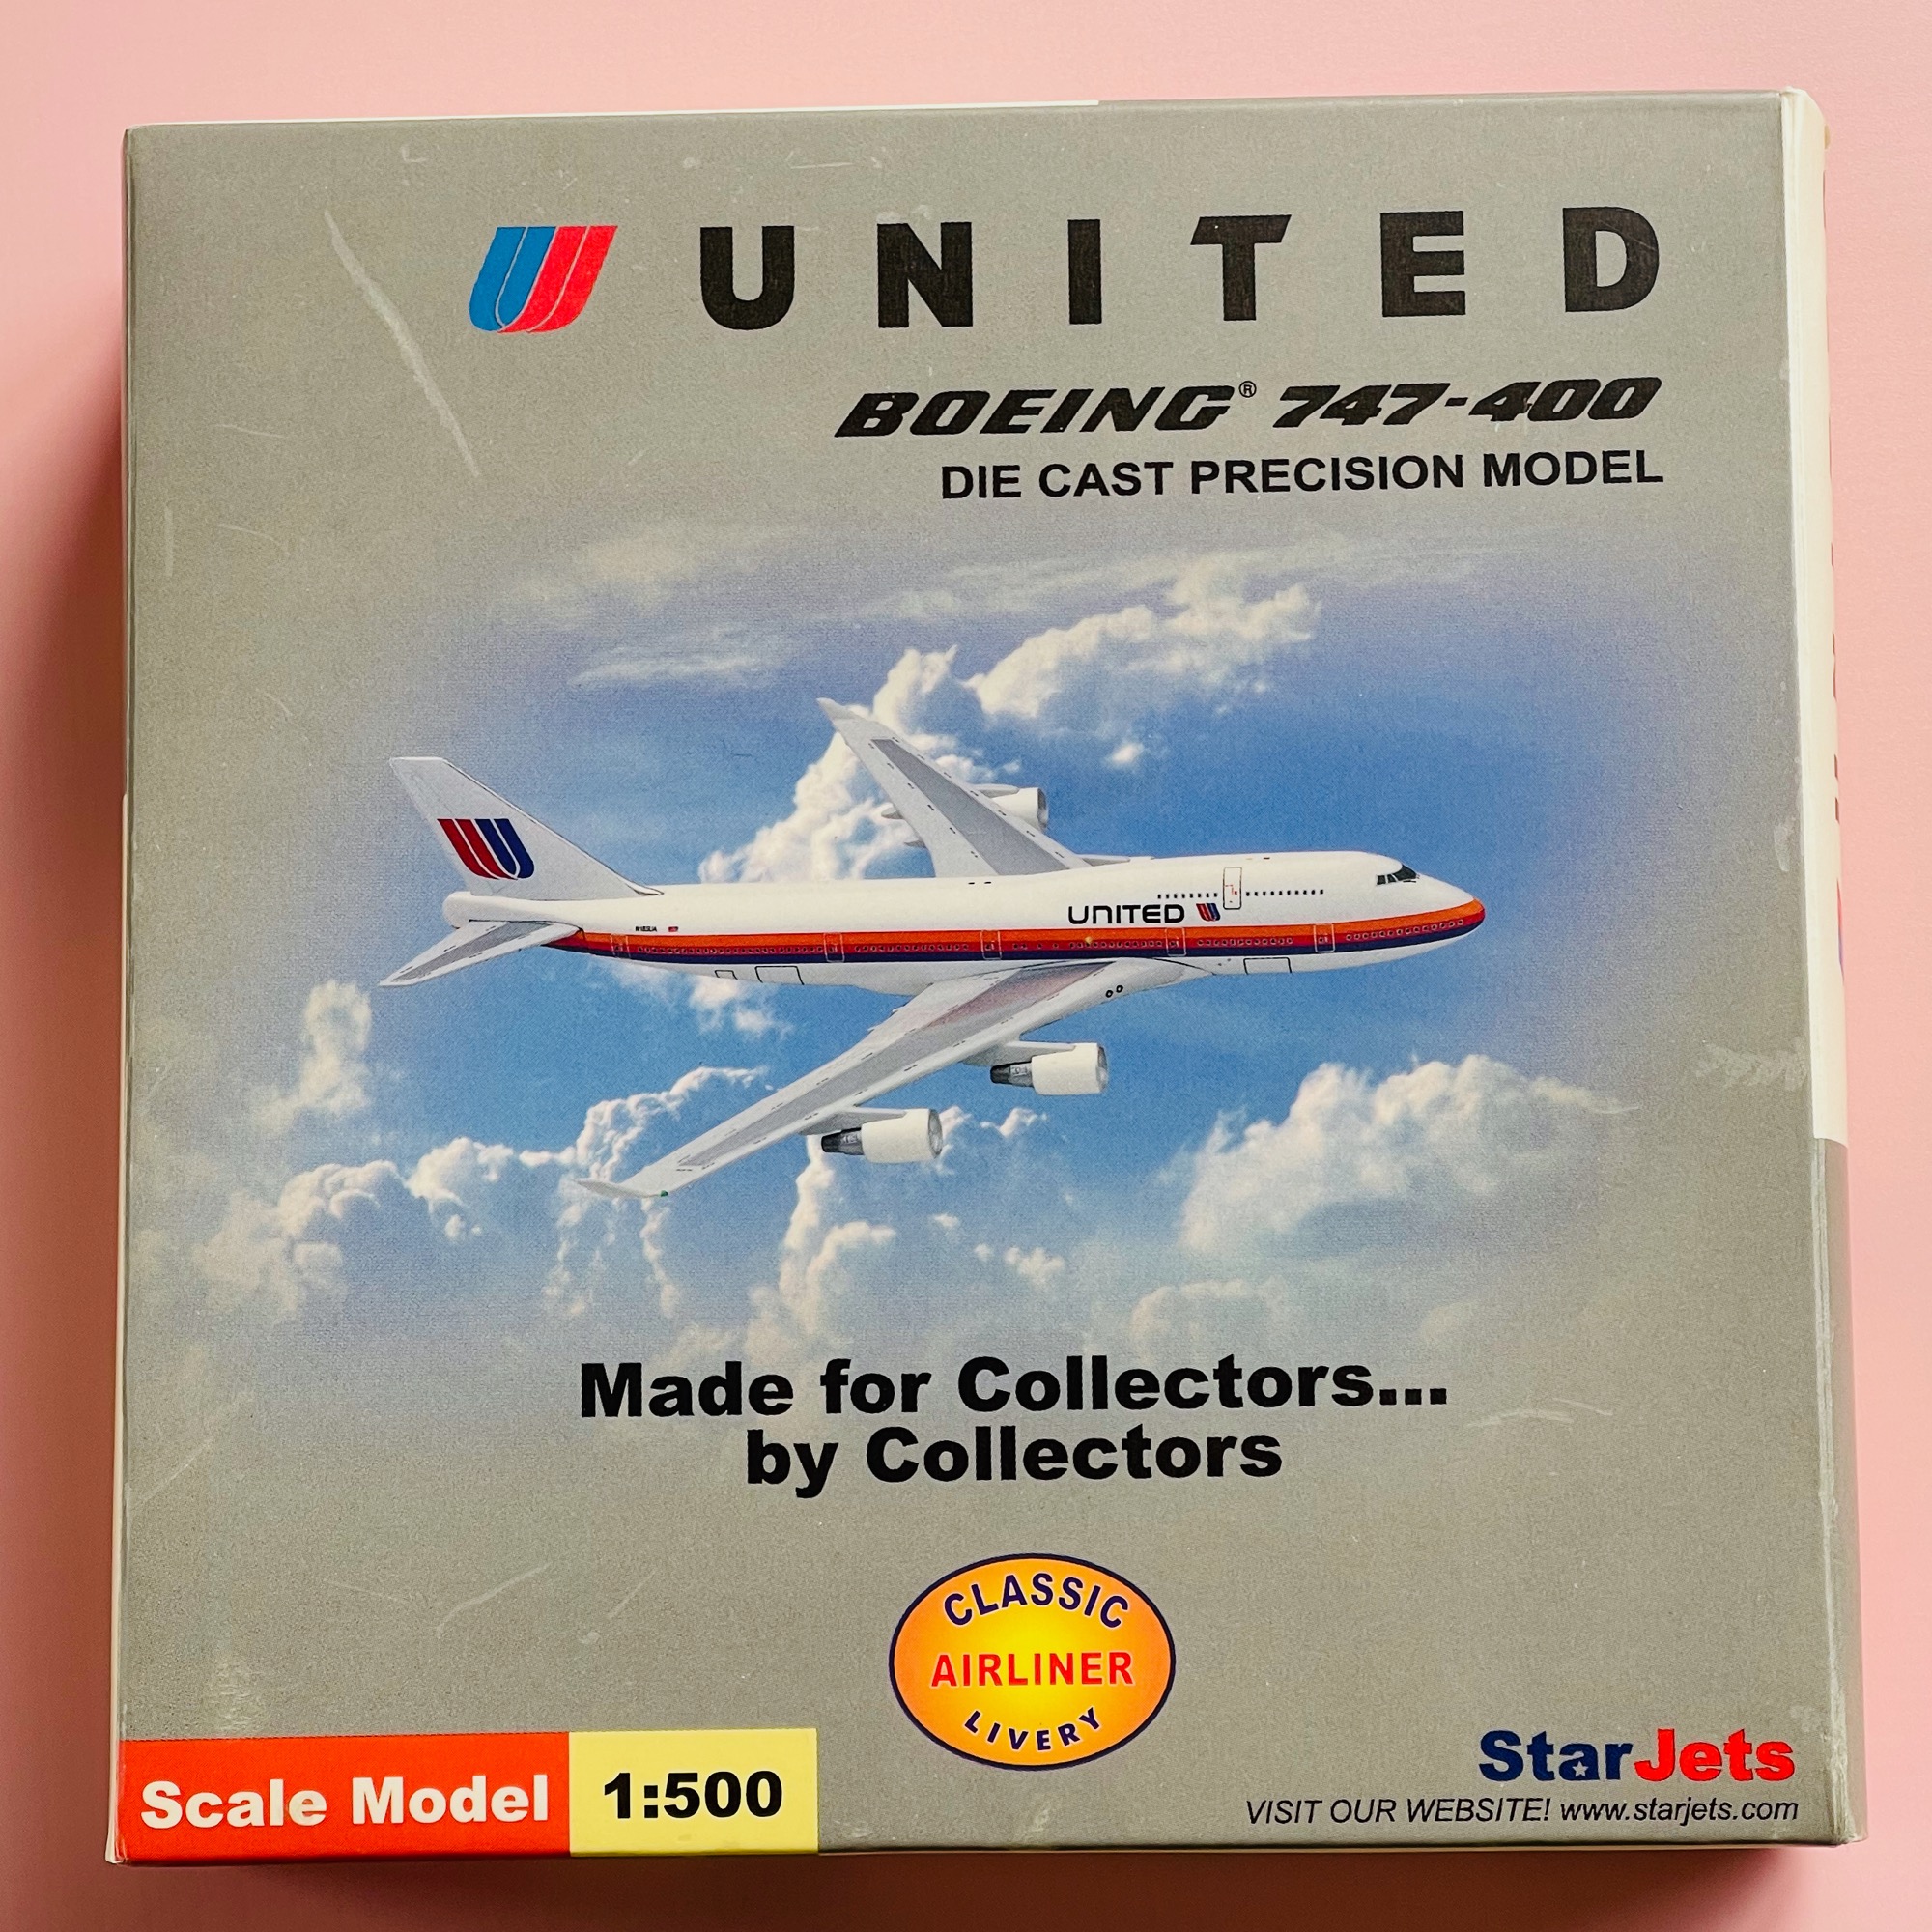 UNITED
BOEING® 747-400
DIE CAST PRECISION MODEL
UNITED
Made for Collectors...
by Collectors
CLASSIC
AIRLINER
LIVERY
Scale Model 1:500
StarJets
VISIT OUR WEBSITE! www.starjets.com